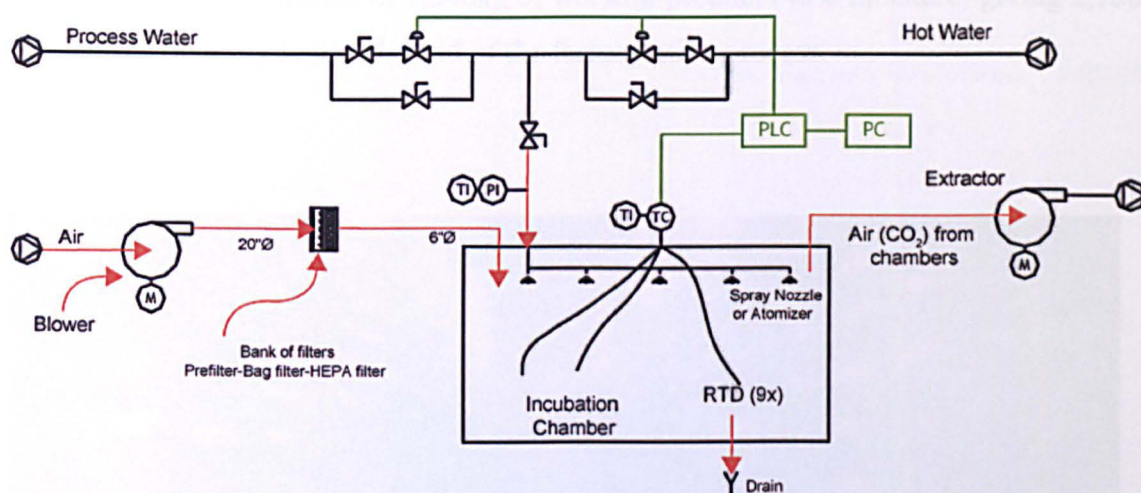 Process Water
Hot Water
PLC
PC
TI
PI
Extractor
TI
TC
Air
20"Ø
6"Ø
Air (CO₂) from
chambers
M
M
Spray Nozzle
or Atomizer
Blower
Bank of filters
Prefilter-Bag filter-HEPA filter
RTD (9x)
Incubation
Chamber
Drain